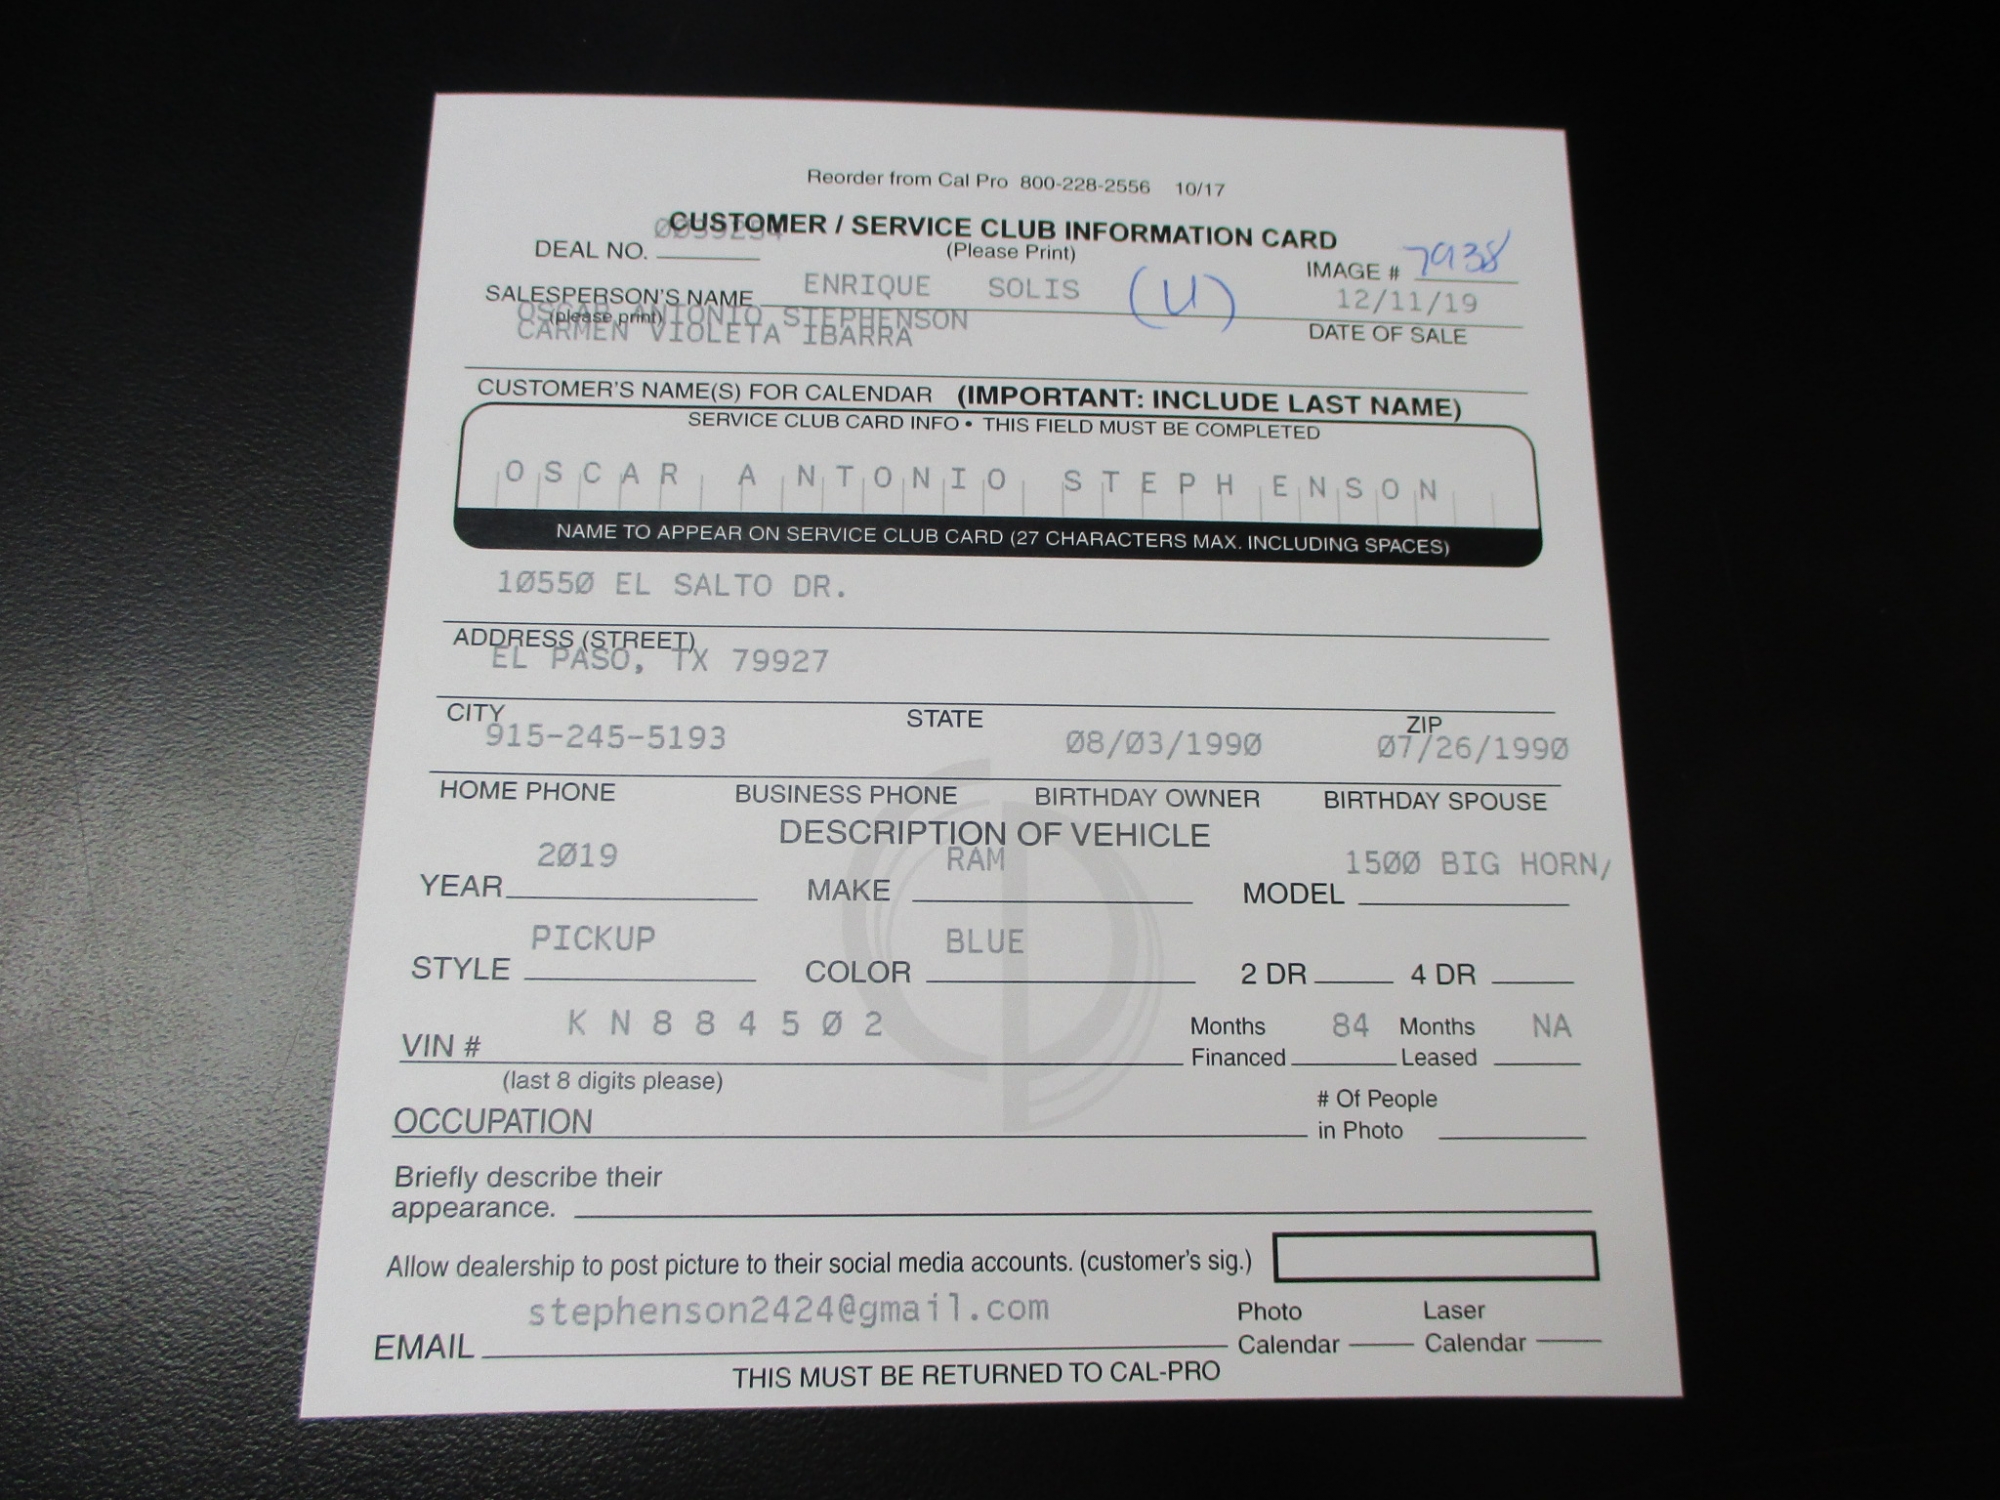 Reorder from Cal Pro 800-228-2556 10/17
CUSTOMER / SERVICE CLUB INFORMATION CARD
(Please Print)
DEAL NO.
IMAGE # 7938
SALESPERSON'S NAME ENRIQUE SOLIS (U) 12/11/19
(please print)
DATE OF SALE
OSCAR ANTONIO STEPHENSON
CARMEN VIOLETA IBARRA
CUSTOMER'S NAME(S) FOR CALENDAR (IMPORTANT: INCLUDE LAST NAME)
SERVICE CLUB CARD INFO • THIS FIELD MUST BE COMPLETED
OSCAR ANTONIO STEPHENSON
NAME TO APPEAR ON SERVICE CLUB CARD (27 CHARACTERS MAX. INCLUDING SPACES)
10550 EL SALTO DR.
ADDRESS (STREET)
EL PASO, TX 79927
CITY STATE ZIP
915-245-5193 08/03/1990 07/26/1990
HOME PHONE BUSINESS PHONE BIRTHDAY OWNER BIRTHDAY SPOUSE
DESCRIPTION OF VEHICLE
YEAR 2019 MAKE RAM MODEL 1500 BIG HORN/
STYLE PICKUP COLOR BLUE 2 DR 4 DR
VIN # KN884502 Months Financed 84 Months Leased NA
(last 8 digits please)
OCCUPATION # Of People in Photo
Briefly describe their
appearance.
Allow dealership to post picture to their social media accounts. (customer's sig.)
EMAIL stephenson2424@gmail.com Photo Calendar Laser Calendar
THIS MUST BE RETURNED TO CAL-PRO